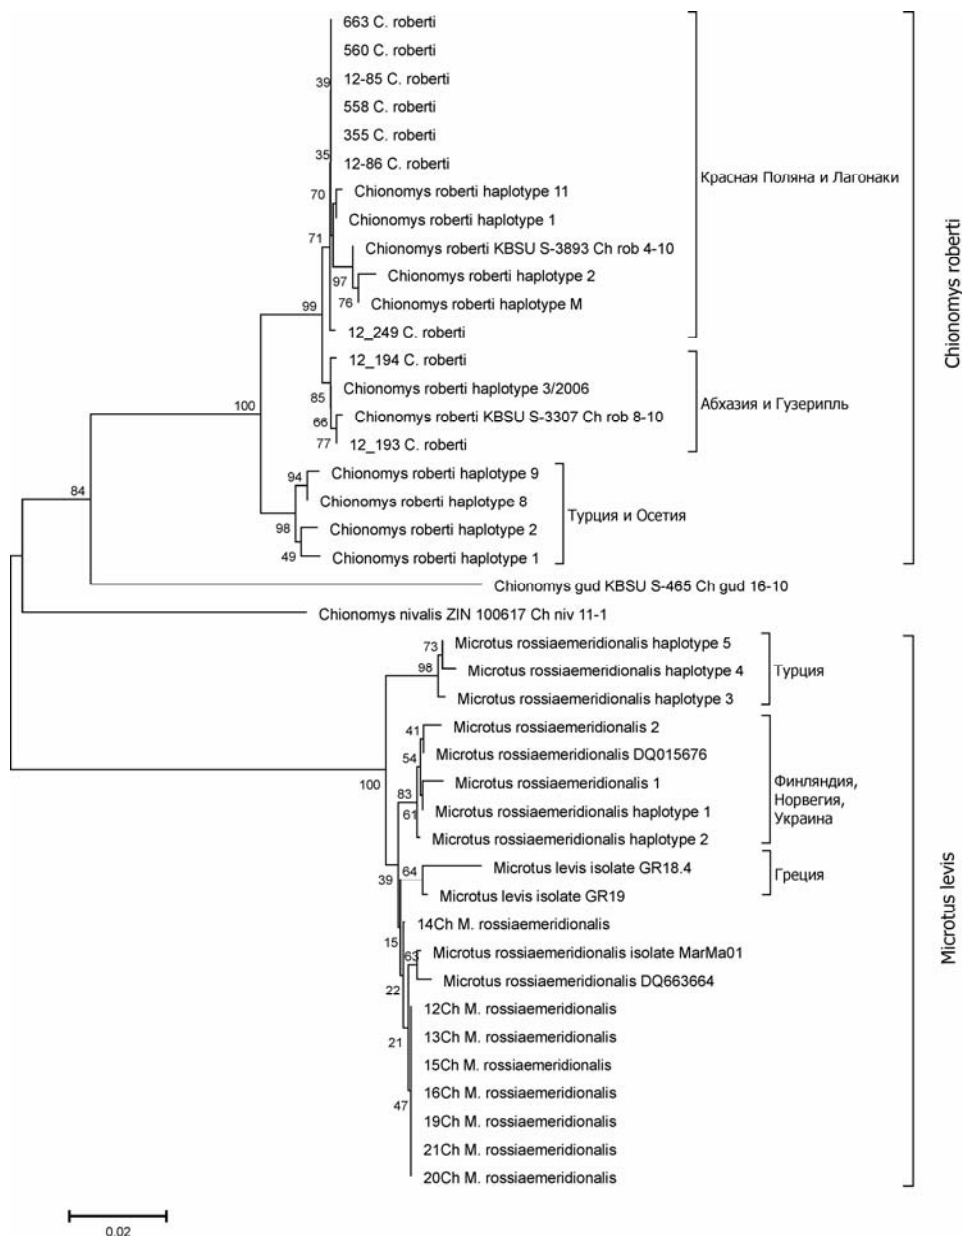 663 C. roberti
560 C. roberti
39
12-85 C. roberti
558 C. roberti
355 C. roberti
35
12-86 C. roberti
Красная Поляна и Лагонаки
70
Chionomys roberti haplotype 11
Chionomys roberti haplotype 1
71
Chionomys roberti KBSU S-3893 Ch rob 4-10
97
Chionomys roberti haplotype 2
76
Chionomys roberti haplotype M
99
12_249 C. roberti
Chionomys roberti
12_194 C. roberti
85
Chionomys roberti haplotype 3/2006
Абхазия и Гузерипль
100
66
Chionomys roberti KBSU S-3307 Ch rob 8-10
77
12_193 C. roberti
94
Chionomys roberti haplotype 9
84
Chionomys roberti haplotype 8
Турция и Осетия
98
Chionomys roberti haplotype 2
49
Chionomys roberti haplotype 1
Chionomys gud KBSU S-465 Ch gud 16-10
Chionomys nivalis ZIN 100617 Ch niv 11-1
73
Microtus rossiaemeridionalis haplotype 5
98
Microtus rossiaemeridionalis haplotype 4
Турция
Microtus rossiaemeridionalis haplotype 3
41
Microtus rossiaemeridionalis 2
54
Microtus rossiaemeridionalis DQ015676
100
Microtus rossiaemeridionalis 1
Финляндия,
Норвегия,
Украина
83
61
Microtus rossiaemeridionalis haplotype 1
Microtus rossiaemeridionalis haplotype 2
39
64
Microtus levis isolate GR18.4
Греция
Microtus levis isolate GR19
Microtus levis
14Ch M. rossiaemeridionalis
15
63
Microtus rossiaemeridionalis isolate MarMa01
22
Microtus rossiaemeridionalis DQ663664
12Ch M. rossiaemeridionalis
21
13Ch M. rossiaemeridionalis
15Ch M. rossiaemeridionalis
16Ch M. rossiaemeridionalis
47
19Ch M. rossiaemeridionalis
21Ch M. rossiaemeridionalis
20Ch M. rossiaemeridionalis
0.02